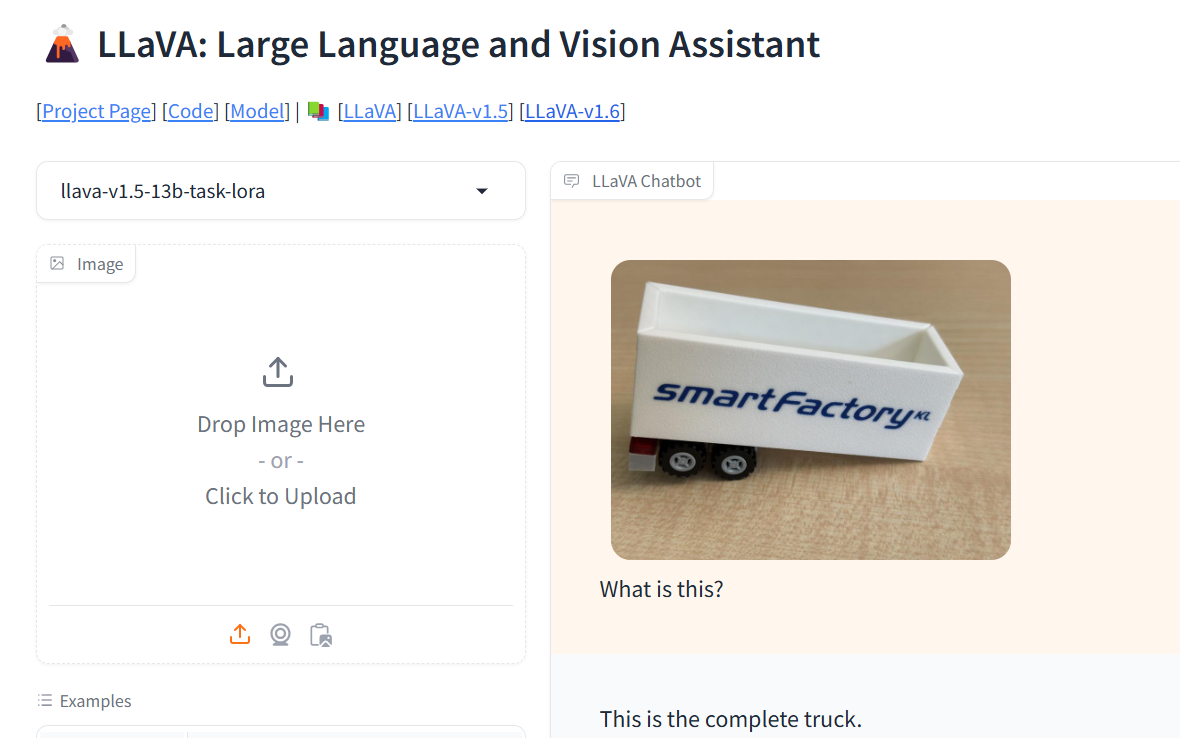 LLaVA: Large Language and Vision Assistant
[Project Page] [Code] [Model] | [LLaVA] [LLaVA-v1.5] [LLaVA-v1.6]
llava-v1.5-13b-task-lora
Image
Drop Image Here
- or -
Click to Upload
Examples
LLaVA Chatbot
smartFactory KL
What is this?
This is the complete truck.